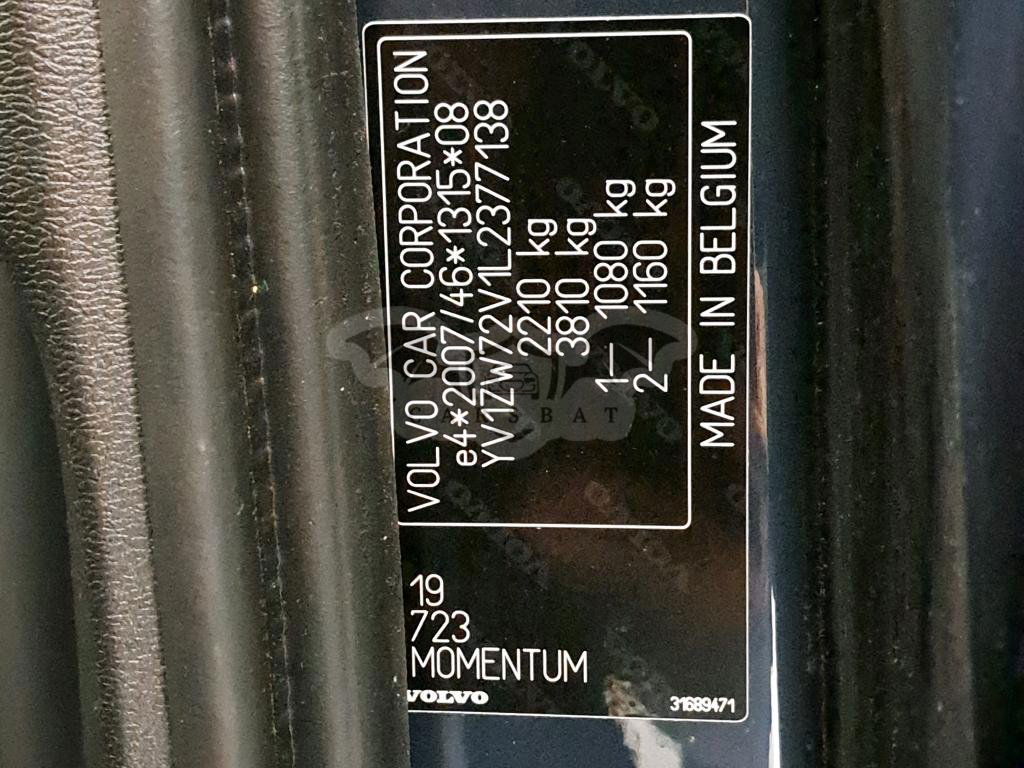 VOLVO CAR CORPORATION
e4*2007/46*1315*08
YV1ZW72V1L2377138
2210 kg
3810 kg
1— 1080 kg
2— 1160 kg
MADE IN BELGIUM
19
723
MOMENTUM
VOLVO
31689471
CARSBAT